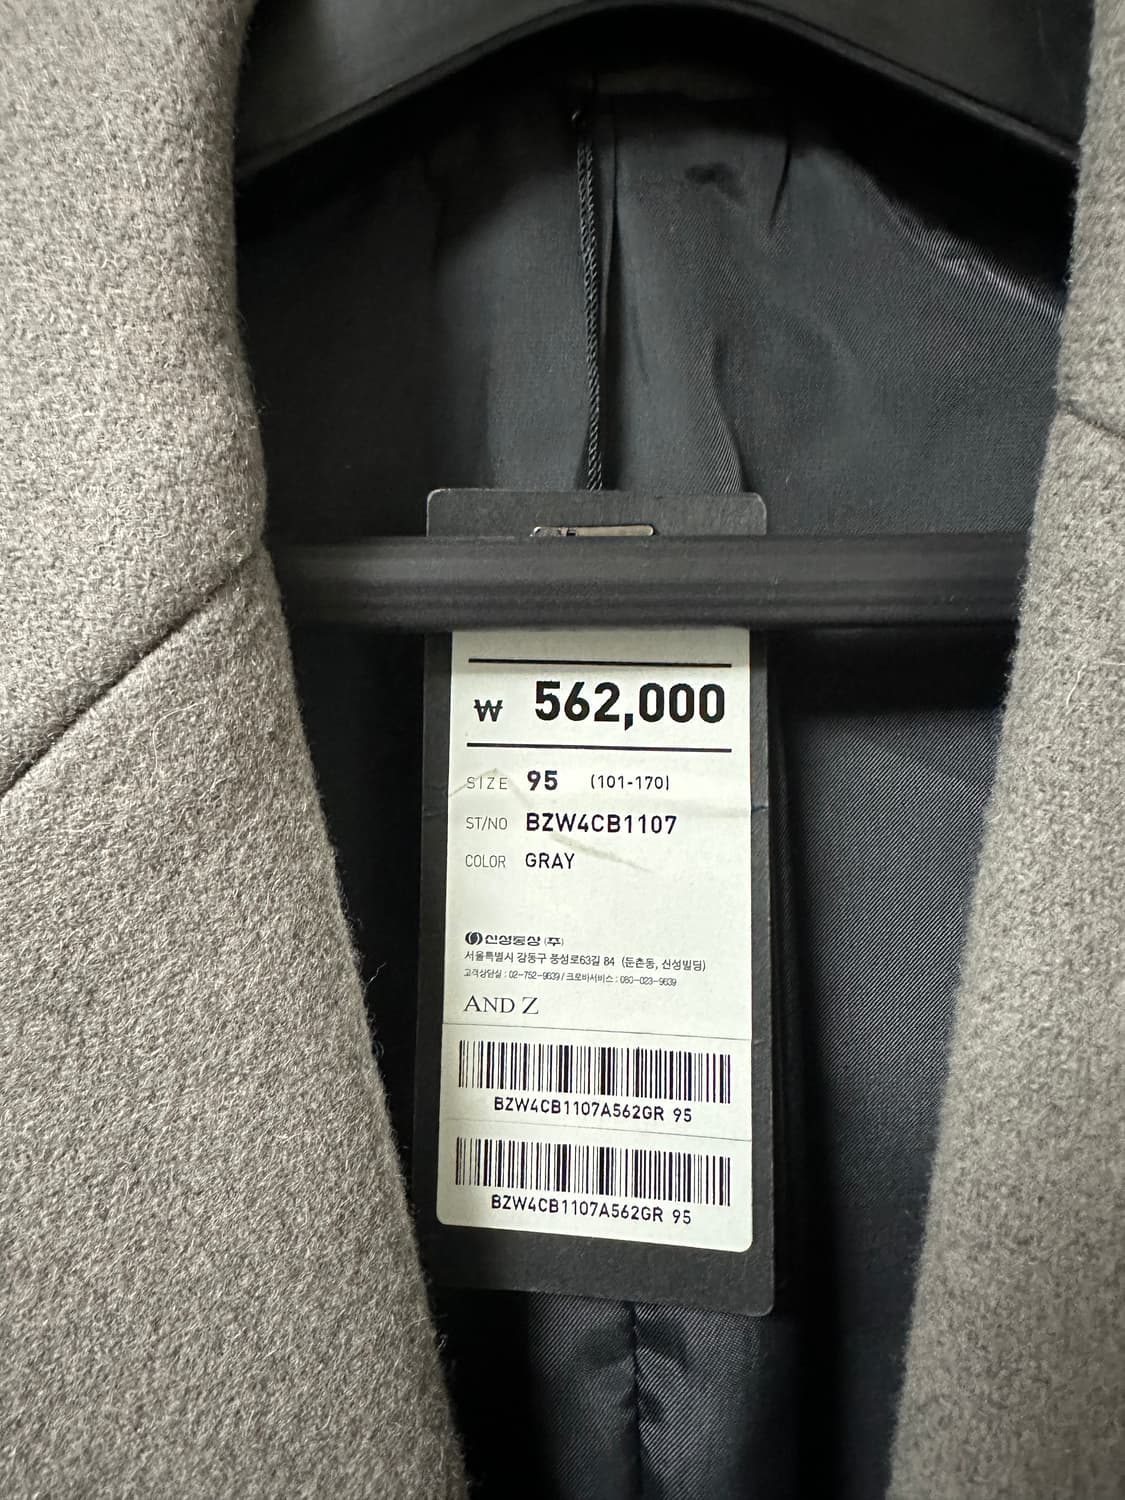 ₩ 562,000
SIZE 95 (101-170)
ST/NO BZW4CB1107
COLOR GRAY
신성통상 (주)
서울특별시 강동구 풍성로63길 84 (둔촌동, 신성빌딩)
고객상담실 : 02-752-9639 / 크로바서비스 : 080-023-9639
AND Z
BZW4CB1107A562GR 95
BZW4CB1107A562GR 95